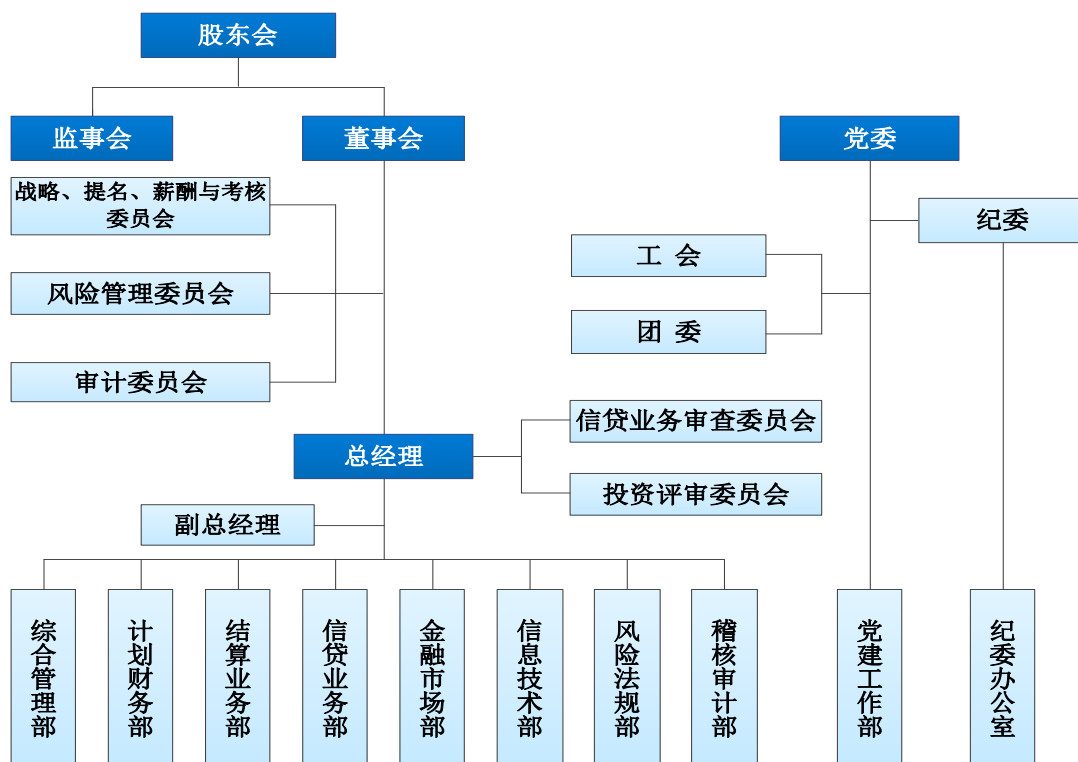 股东会
监事会
董事会
党委
战略、提名、薪酬与考核
委员会
纪委
工 会
风险管理委员会
团 委
审计委员会
信贷业务审查委员会
总经理
投资评审委员会
副总经理
综合管理部
计划财务部
结算业务部
信贷业务部
金融市场部
信息技术部
风险法规部
稽核审计部
党建工作部
纪委办公室